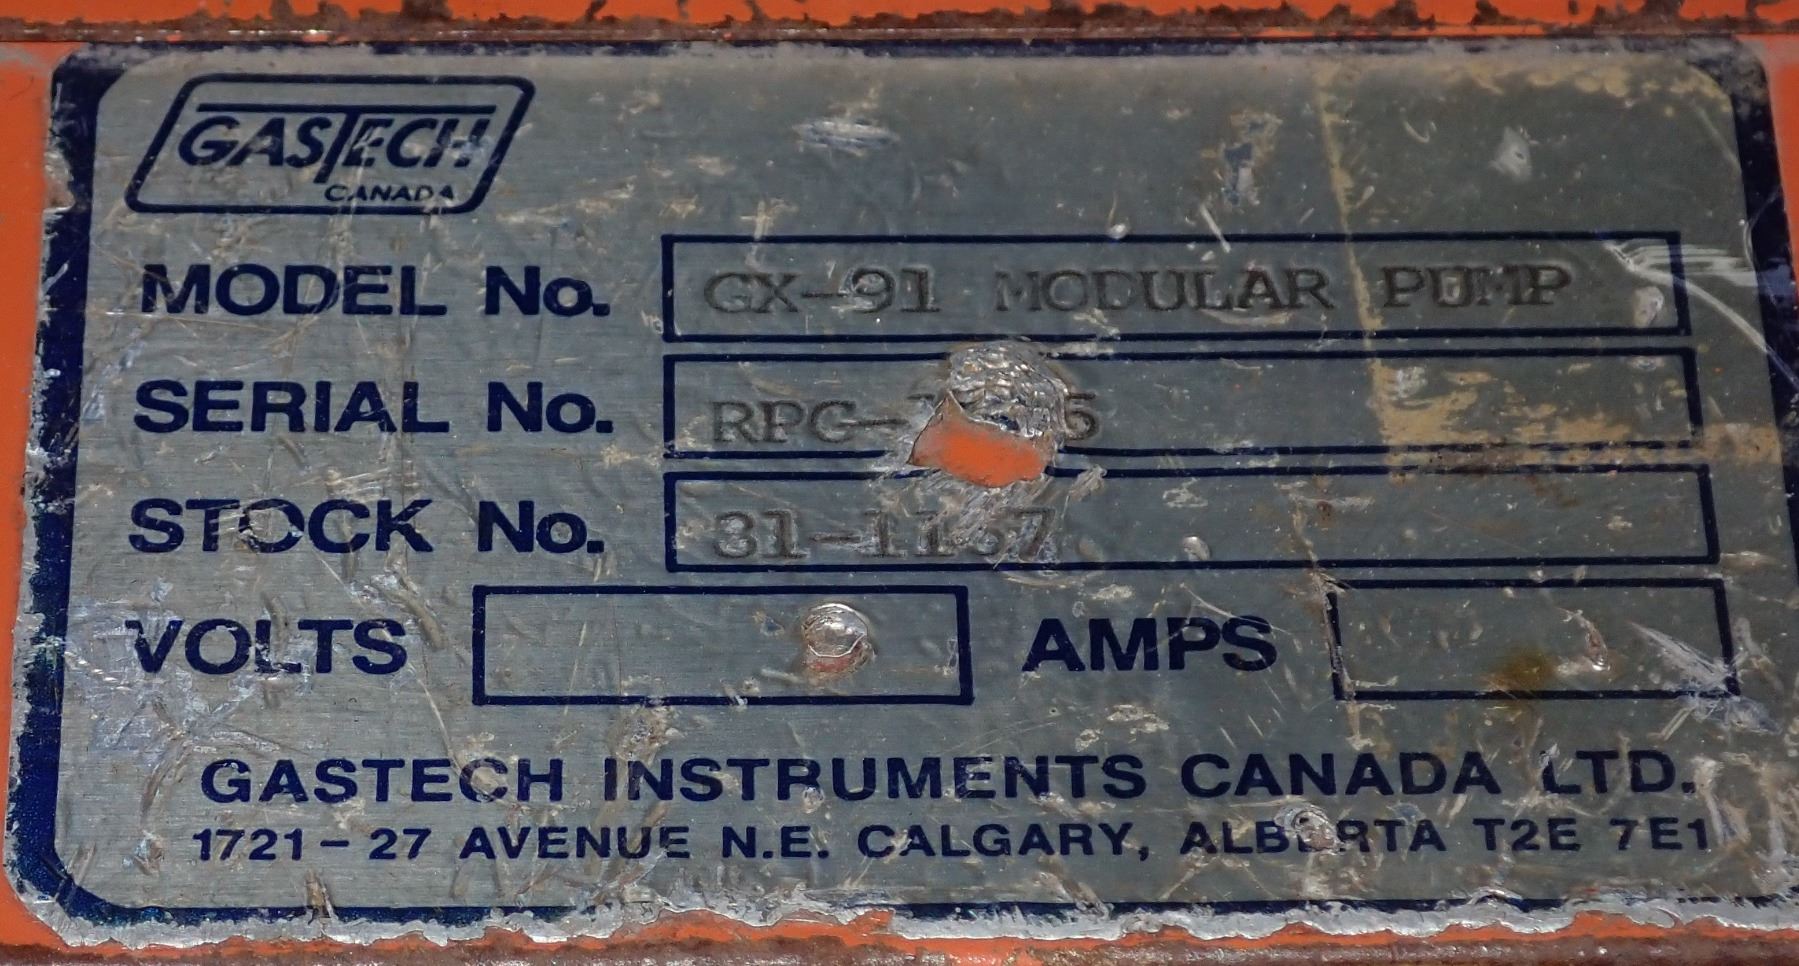 GASTECH
CANADA
MODEL No. GX-91 MODULAR PUMP
SERIAL No.
STOCK No.
VOLTS AMPS
GASTECH INSTRUMENTS CANADA LTD.
1721-27 AVENUE N.E. CALGARY, ALBERTA T2E 7E1